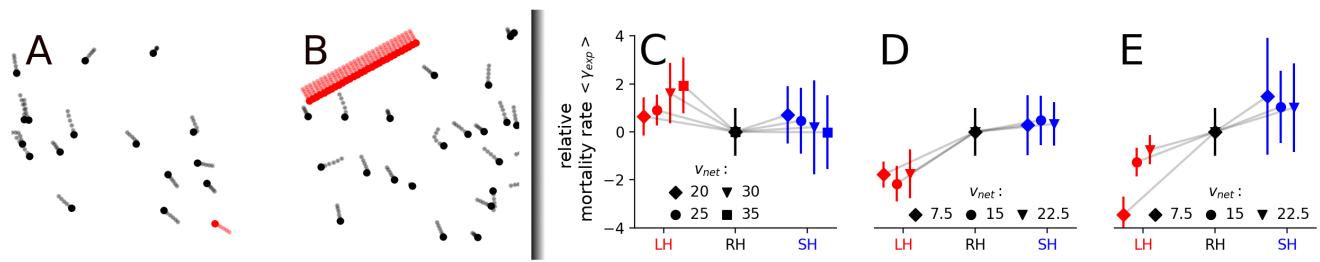 A
B
C
D
E
relative
mortality rate < γexp >
4
2
0
−2
−4
vnet :
20
30
25
35
LH
RH
SH
vnet :
7.5
15
22.5
LH
RH
SH
vnet :
7.5
15
22.5
LH
RH
SH